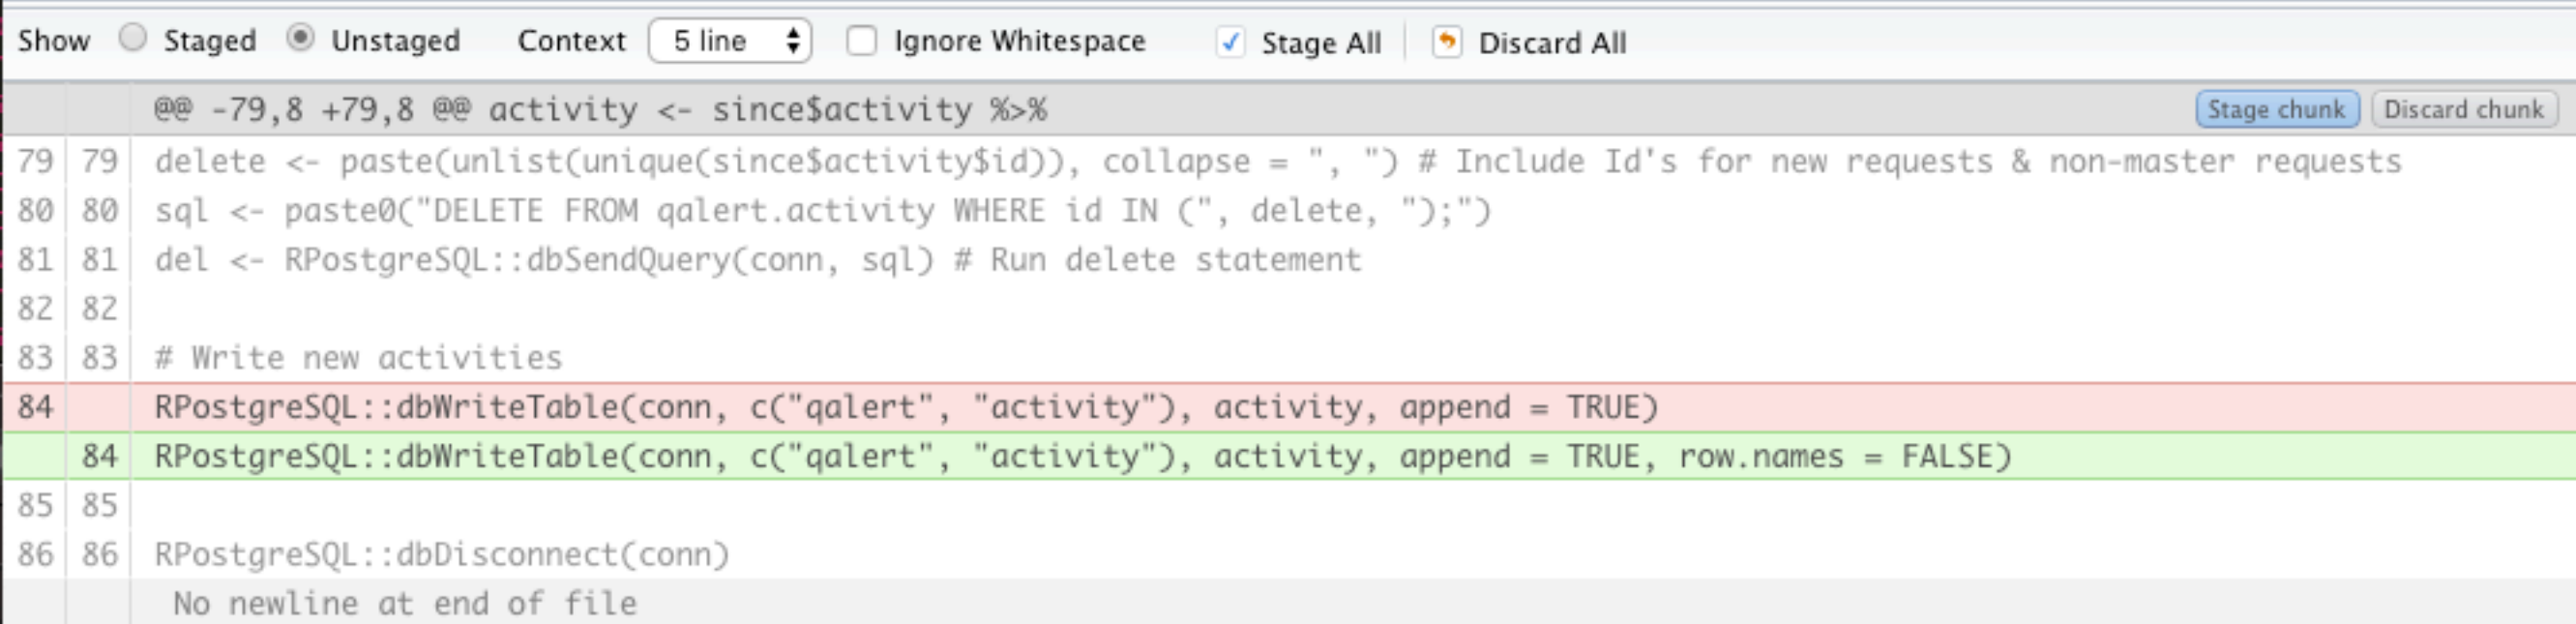 Show Staged Unstaged Context 5 line Ignore Whitespace Stage All Discard All
@@ -79,8 +79,8 @@ activity <- since$activity %>% Stage chunk Discard chunk
79 79 delete <- paste(unlist(unique(since$activity$id)), collapse = ", ") # Include Id's for new requests & non-master requests
80 80 sql <- paste0("DELETE FROM qalert.activity WHERE id IN (", delete, ");")
81 81 del <- RPostgreSQL::dbSendQuery(conn, sql) # Run delete statement
82 82
83 83 # Write new activities
84 RPostgreSQL::dbWriteTable(conn, c("qalert", "activity"), activity, append = TRUE)
84 RPostgreSQL::dbWriteTable(conn, c("qalert", "activity"), activity, append = TRUE, row.names = FALSE)
85 85
86 86 RPostgreSQL::dbDisconnect(conn)
No newline at end of file